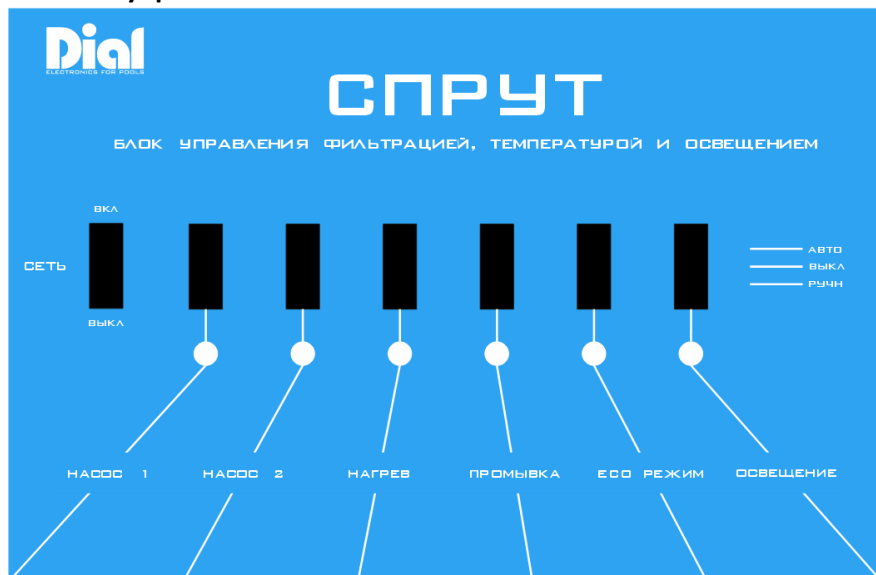 Dial
ELECTRONICS FOR POOLS
СПРУТ
БЛОК УПРАВЛЕНИЯ ФИЛЬТРАЦИЕЙ, ТЕМПЕРАТУРОЙ И ОСВЕЩЕНИЕМ
ВКЛ
СЕТЬ
ВЫКЛ
АВТО
ВЫКЛ
РУЧН
НАСОС 1 НАСОС 2 НАГРЕВ ПРОМЫВКА ECO РЕЖИМ ОСВЕЩЕНИЕ